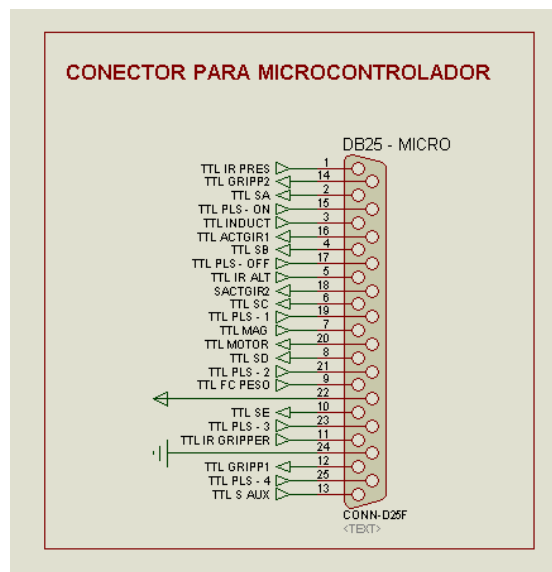 CONECTOR PARA MICROCONTROLADOR
DB25 - MICRO
TTL IR PRES 1
TTL GRIPP2 14
TTL SA 2
TTL PLS - ON 15
TTL INDUCT 3
TTL ACTGIR1 16
TTL SB 4
TTL PLS - OFF 17
TTL IR ALT 5
SACTGIR2 18
TTL SC 6
TTL PLS - 1 19
TTL MAG 7
TTL MOTOR 20
TTL SD 8
TTL PLS - 2 21
TTL FC PESO 9
22
TTL SE 10
TTL PLS - 3 23
TTL IR GRIPPER 11
24
TTL GRIPP1 12
TTL PLS - 4 25
TTL S AUX 13
CONN-D25F
<TEXT>